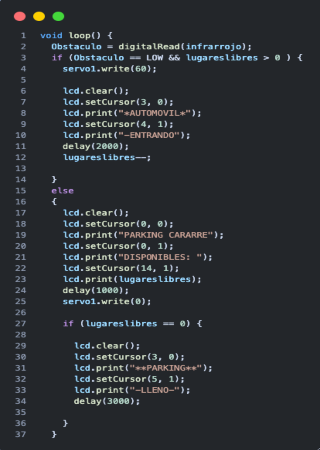 1 void loop() {
2 Obstaculo = digitalRead(infrarrojo);
3 if (Obstaculo == LOW && lugareslibres > 0 ) {
4 servo1.write(60);
5
6 lcd.clear();
7 lcd.setCursor(3, 0);
8 lcd.print("*AUTOMOVIL*");
9 lcd.setCursor(4, 1);
10 lcd.print("-ENTRANDO");
11 delay(2000);
12 lugareslibres--;
13
14 }
15 else
16 {
17 lcd.clear();
18 lcd.setCursor(0, 0);
19 lcd.print("PARKING CARARRE");
20 lcd.setCursor(0, 1);
21 lcd.print("DISPONIBLES: ");
22 lcd.setCursor(14, 1);
23 lcd.print(lugareslibres);
24 delay(1000);
25 servo1.write(0);
26
27 if (lugareslibres == 0) {
28
29 lcd.clear();
30 lcd.setCursor(3, 0);
31 lcd.print("**PARKING**");
32 lcd.setCursor(5, 1);
33 lcd.print("-LLENO-");
34 delay(3000);
35
36 }
37 }